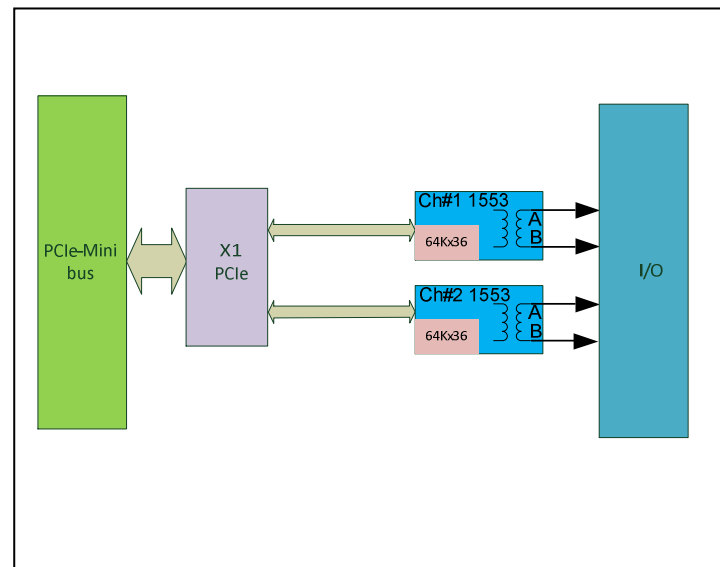 PCIe-Mini
bus
X1
PCIe
Ch#1 1553
A
B
64Kx36
Ch#2 1553
A
B
64Kx36
I/O